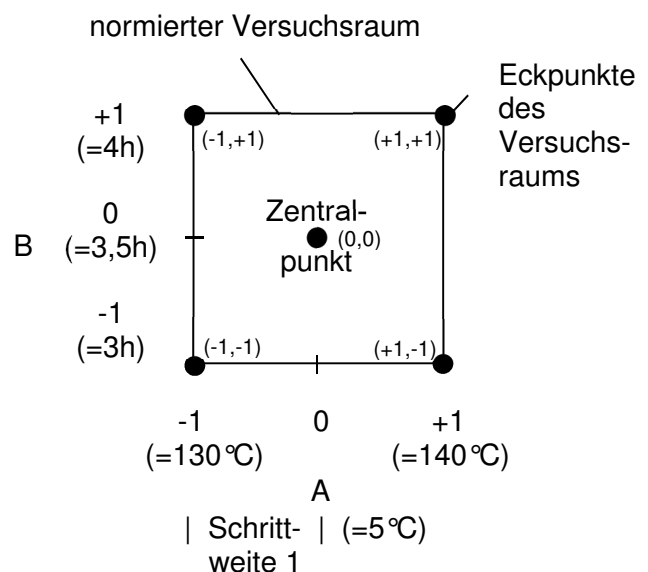 normierter Versuchsraum
Eckpunkte
des
Versuchs-
raums
+1
(=4h)
(-1,+1)
(+1,+1)
0
B (=3,5h)
Zentral-
(0,0)
punkt
-1
(=3h)
(-1,-1)
(+1,-1)
-1 0 +1
(=130°C) (=140°C)
A
| Schritt- | (=5°C)
weite 1